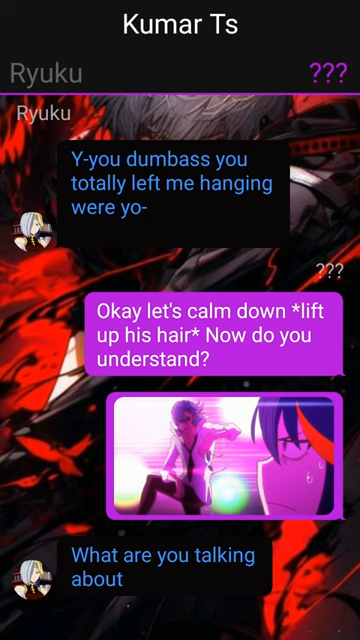 Kumar Ts
Ryuku
???
Ryuku
Y-you dumbass you
totally left me hanging
were yo-
???
Okay let's calm down *lift
up his hair* Now do you
understand?
What are you talking
about